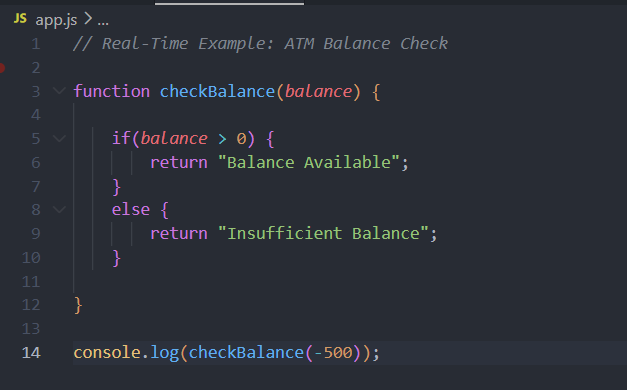 JS app.js > ...
1 // Real-Time Example: ATM Balance Check
2
3 function checkBalance(balance) {
4
5 if(balance > 0) {
6 return "Balance Available";
7 }
8 else {
9 return "Insufficient Balance";
10 }
11
12 }
13
14 console.log(checkBalance(-500));